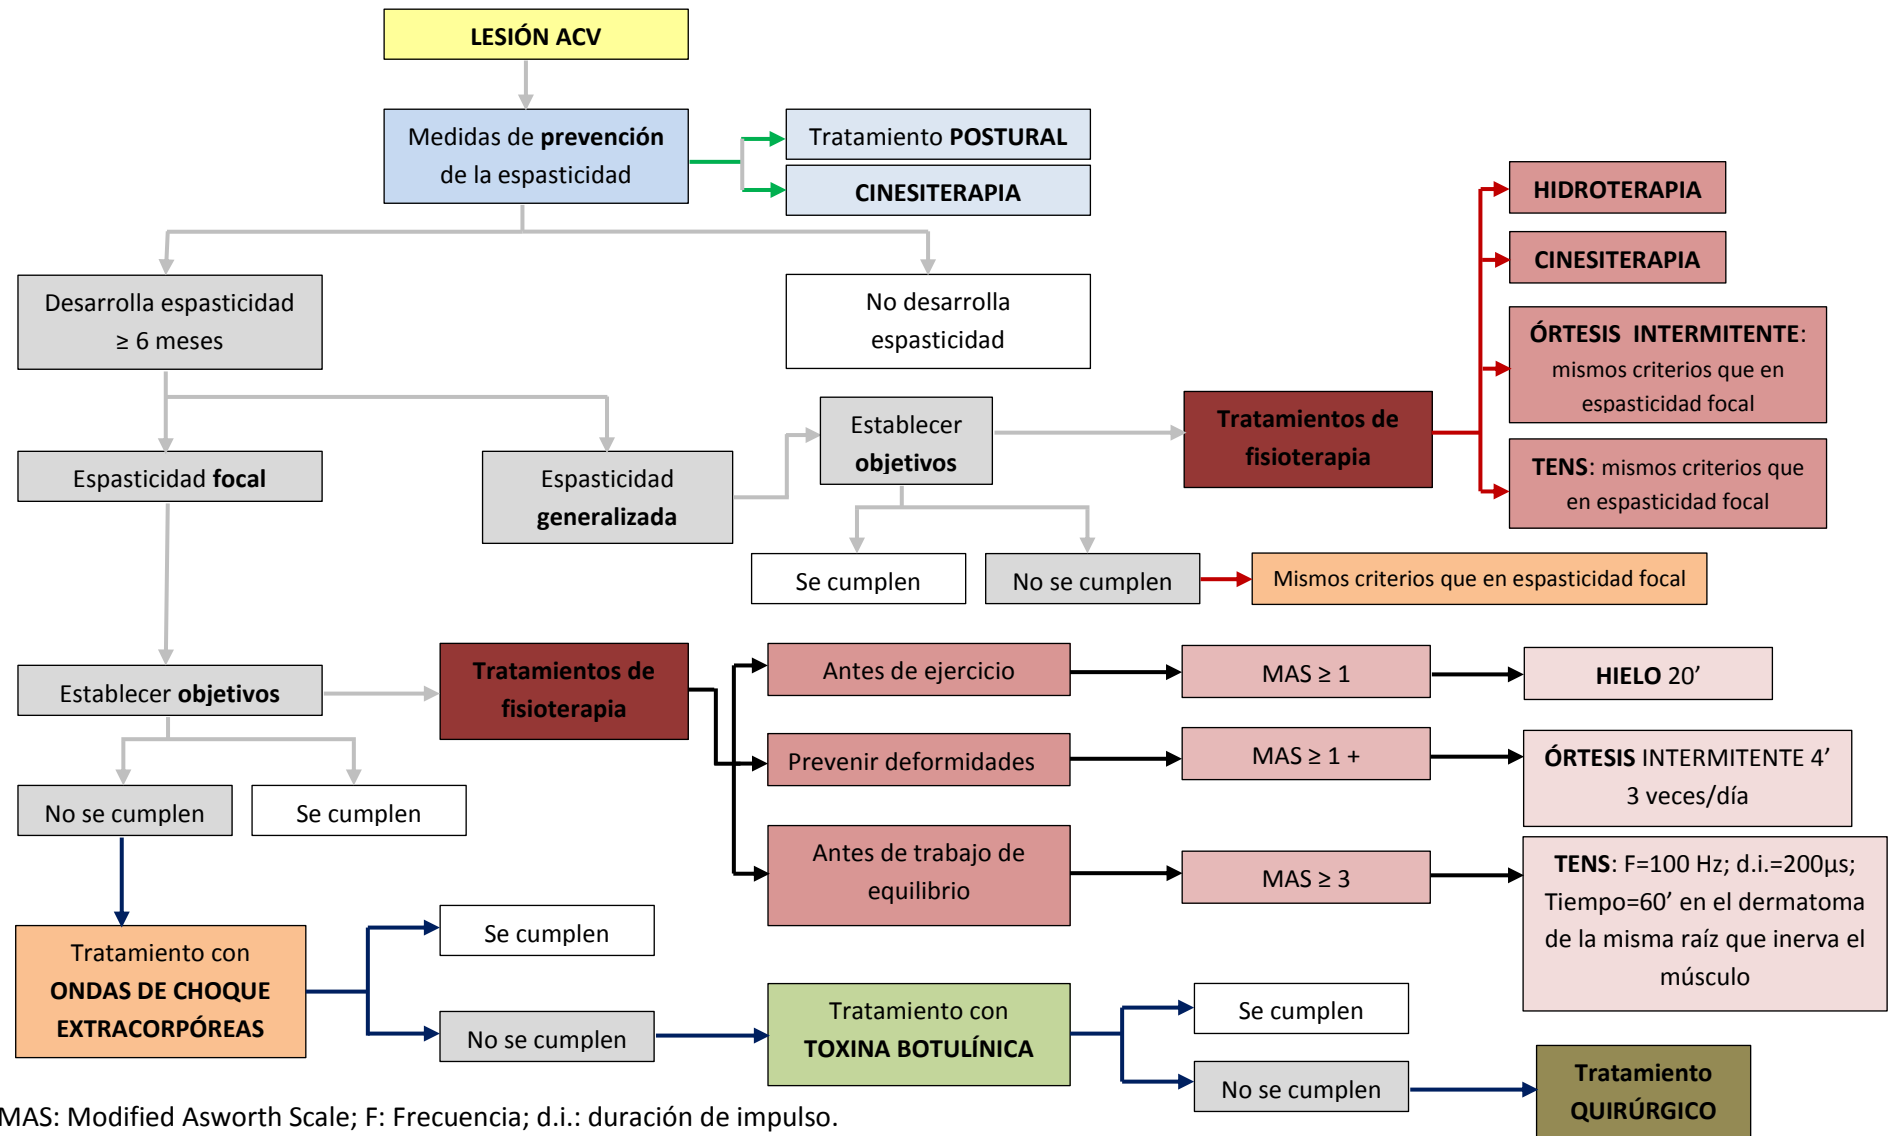 LESIÓN ACV
Medidas de prevención
de la espasticidad
Tratamiento POSTURAL
CINESITERAPIA
Desarrolla espasticidad
≥ 6 meses
No desarrolla
espasticidad
Espasticidad focal
Espasticidad
generalizada
Establecer
objetivos
Tratamientos de
fisioterapia
HIDROTERAPIA
CINESITERAPIA
ÓRTESIS INTERMITENTE:
mismos criterios que en
espasticidad focal
TENS: mismos criterios que
en espasticidad focal
Se cumplen
No se cumplen
Mismos criterios que en espasticidad focal
Establecer objetivos
Tratamientos de
fisioterapia
Antes de ejercicio
MAS ≥ 1
HIELO 20’
Prevenir deformidades
MAS ≥ 1 +
ÓRTESIS INTERMITENTE 4’
3 veces/día
Antes de trabajo de
equilibrio
MAS ≥ 3
TENS: F=100 Hz; d.i.=200µs;
Tiempo=60’ en el dermatoma
de la misma raíz que inerva el
músculo
No se cumplen
Se cumplen
Tratamiento con
ONDAS DE CHOQUE
EXTRACORPÓREAS
Se cumplen
No se cumplen
Tratamiento con
TOXINA BOTULÍNICA
Se cumplen
No se cumplen
Tratamiento
QUIRÚRGICO
MAS: Modified Asworth Scale; F: Frecuencia; d.i.: duración de impulso.